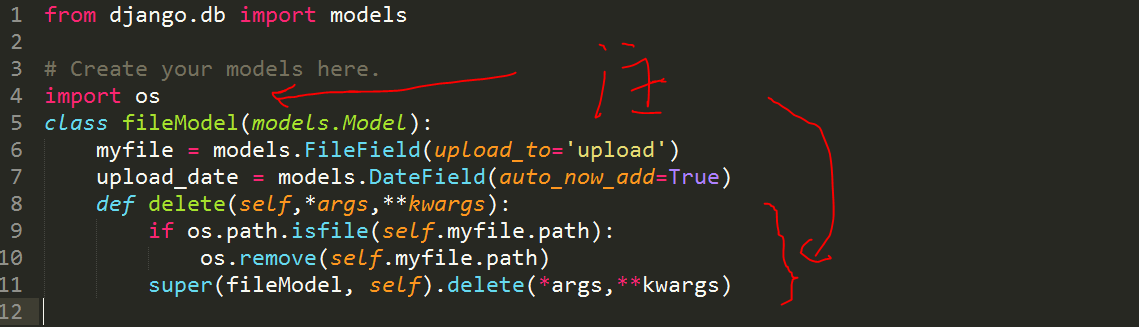 1 from django.db import models
2
3 # Create your models here.
4 import os
5 class fileModel(models.Model):
6     myfile = models.FileField(upload_to='upload')
7     upload_date = models.DateField(auto_now_add=True)
8     def delete(self,*args,**kwargs):
9         if os.path.isfile(self.myfile.path):
10             os.remove(self.myfile.path)
11         super(fileModel, self).delete(*args,**kwargs)
12